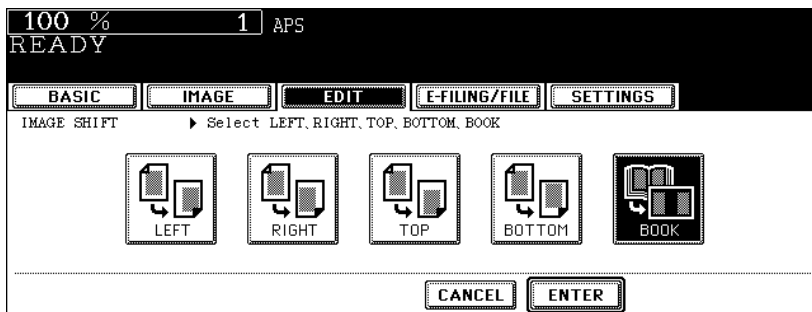 100 % 1 APS
READY
BASIC IMAGE EDIT E-FILING/FILE SETTINGS
IMAGE SHIFT ▶ Select LEFT, RIGHT, TOP, BOTTOM, BOOK
LEFT RIGHT TOP BOTTOM BOOK
CANCEL ENTER